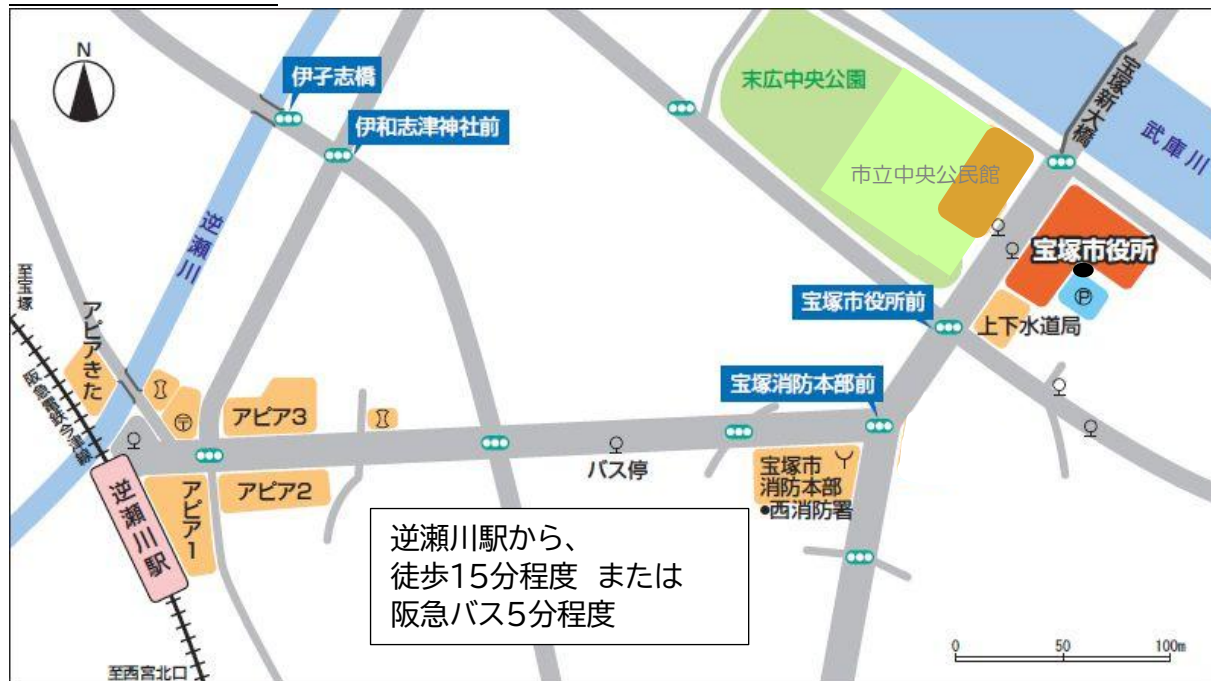 N
伊子志橋
伊和志津神社前
末広中央公園
宝塚新大橋
武庫川
市立中央公民館
逆瀬川
宝塚市役所
至宝塚
アピアきた
宝塚市役所前
上下水道局
阪急電鉄今津線
宝塚消防本部前
アピア3
バス停
宝塚市
消防本部
●西消防署
アピア2
アピア1
逆瀬川駅
逆瀬川駅から、
徒歩15分程度 または
阪急バス5分程度
0 50 100m
至西宮北口
P
〒